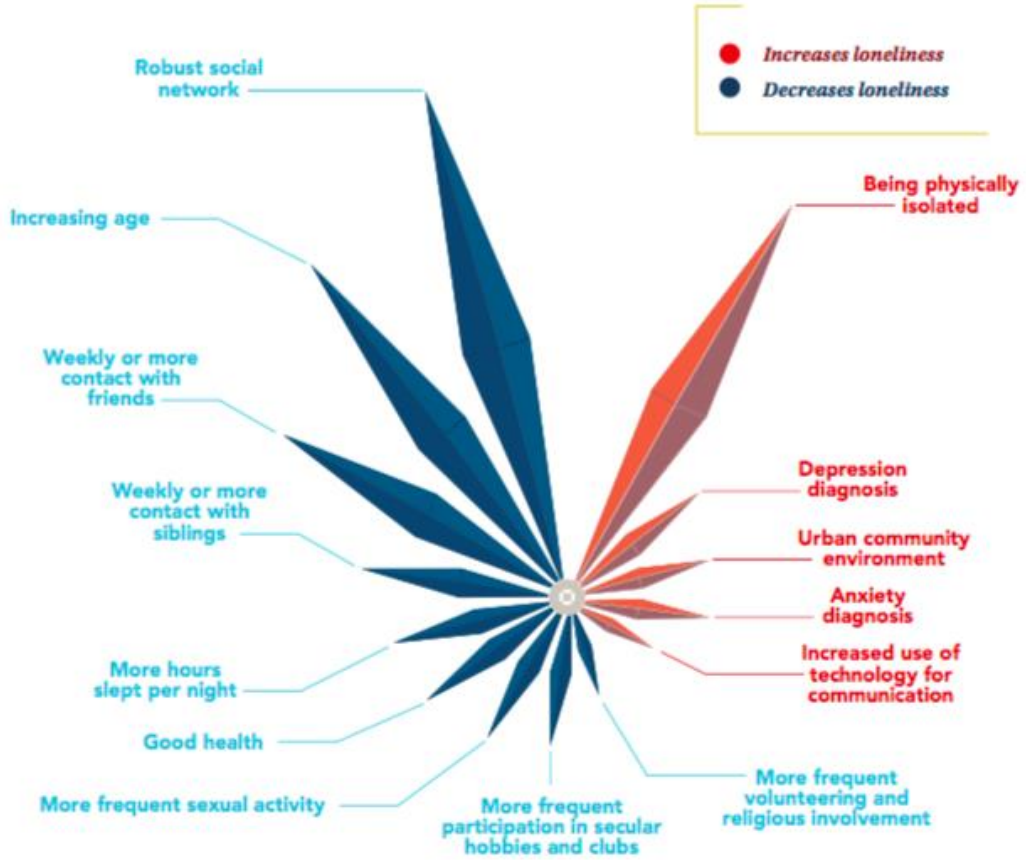 Increases loneliness
Decreases loneliness
Robust social
network
Being physically
isolated
Increasing age
Weekly or more
contact with
friends
Weekly or more
contact with
siblings
Depression
diagnosis
Urban community
environment
Anxiety
diagnosis
Increased use of
technology for
communication
More hours
slept per night
Good health
More frequent sexual activity
More frequent
participation in secular
hobbies and clubs
More frequent
volunteering and
religious involvement